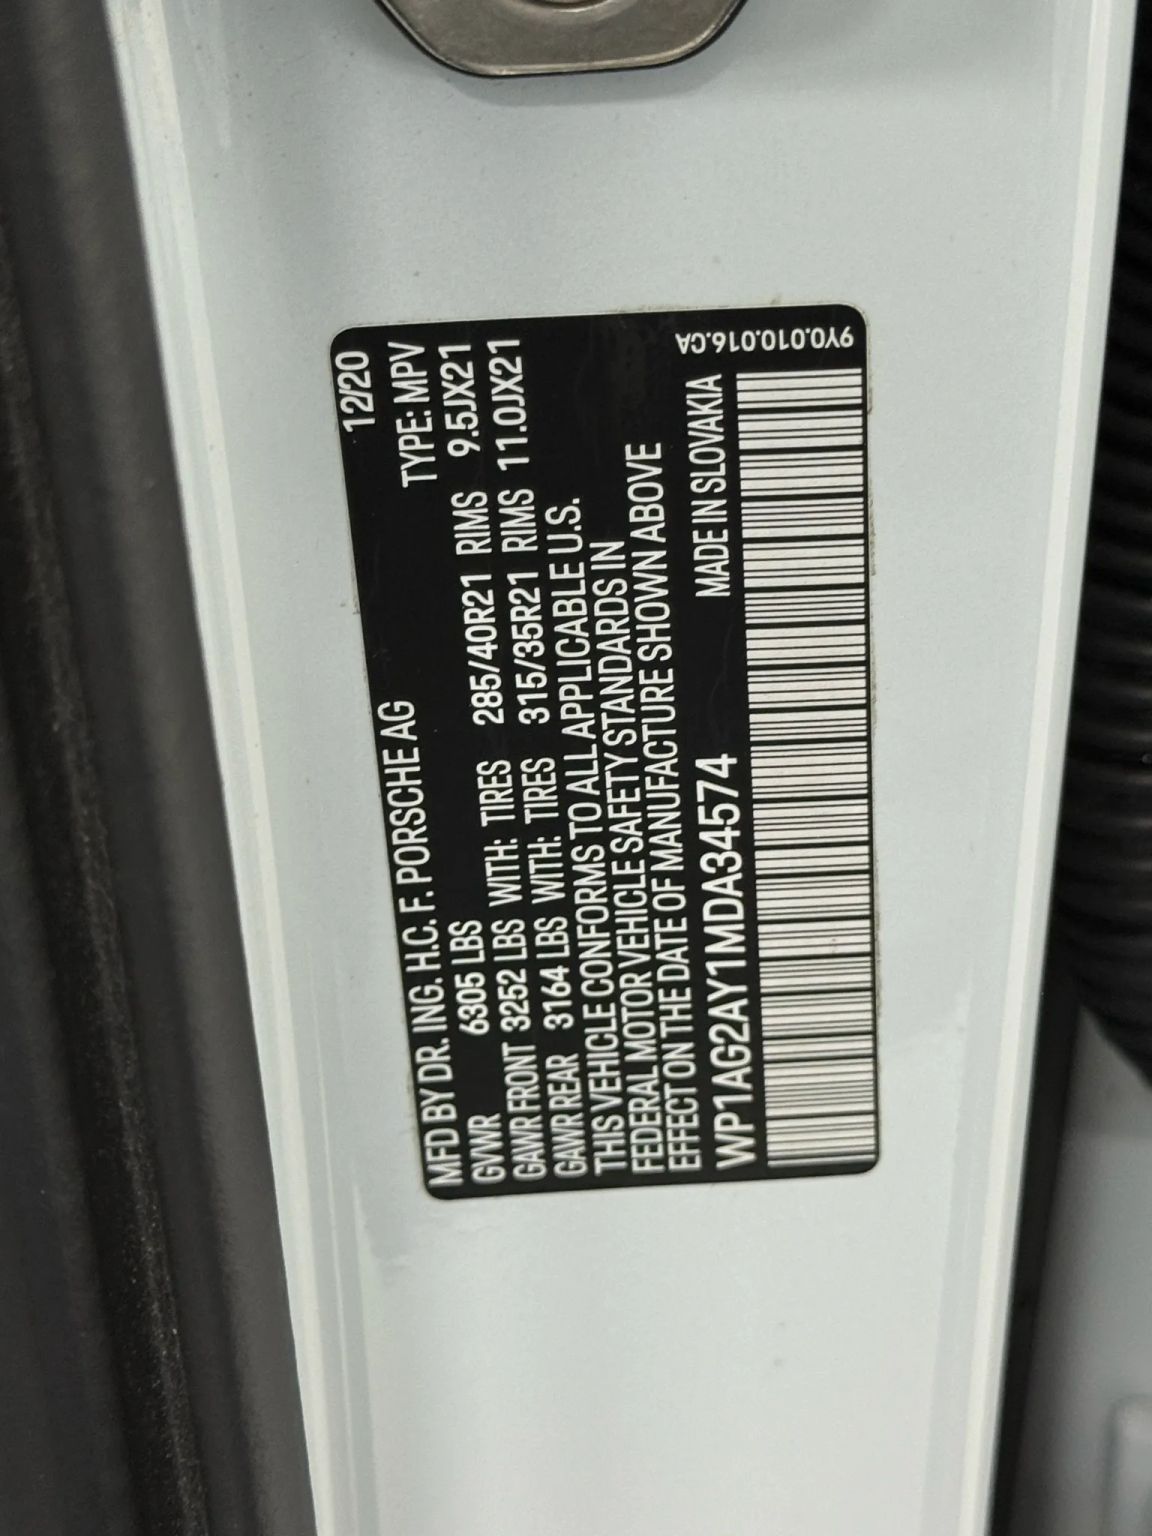 12/20
MFD BY DR. ING. H.C. F. PORSCHE AG
GVWR 6305 LBS TYPE: MPV
GAWR FRONT 3252 LBS WITH: TIRES 285/40R21 RIMS 9.5JX21
GAWR REAR 3164 LBS WITH: TIRES 315/35R21 RIMS 11.0JX21
THIS VEHICLE CONFORMS TO ALL APPLICABLE U.S.
FEDERAL MOTOR VEHICLE SAFETY STANDARDS IN
EFFECT ON THE DATE OF MANUFACTURE SHOWN ABOVE
WP1AG2AY1MDA34574 MADE IN SLOVAKIA
9Y0.010.016.CA